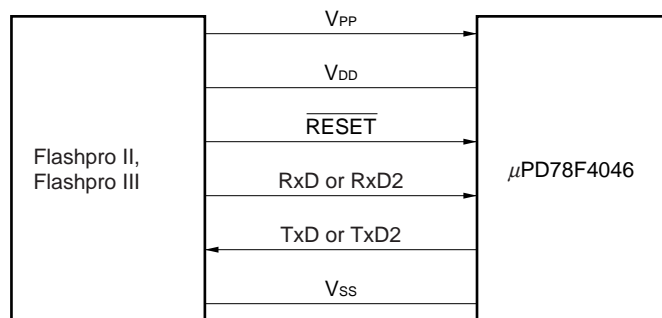 VPP
VDD
RESET
Flashpro II,
Flashpro III
RxD or RxD2
μPD78F4046
TxD or TxD2
VSS